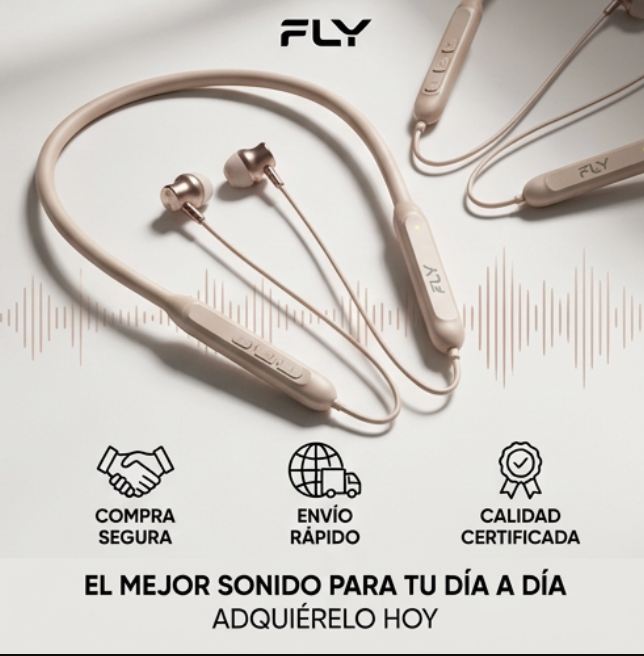 FLY
FLY
FLY
COMPRA
SEGURA
ENVÍO
RÁPIDO
CALIDAD
CERTIFICADA
EL MEJOR SONIDO PARA TU DÍA A DÍA
ADQUIÉRELO HOY